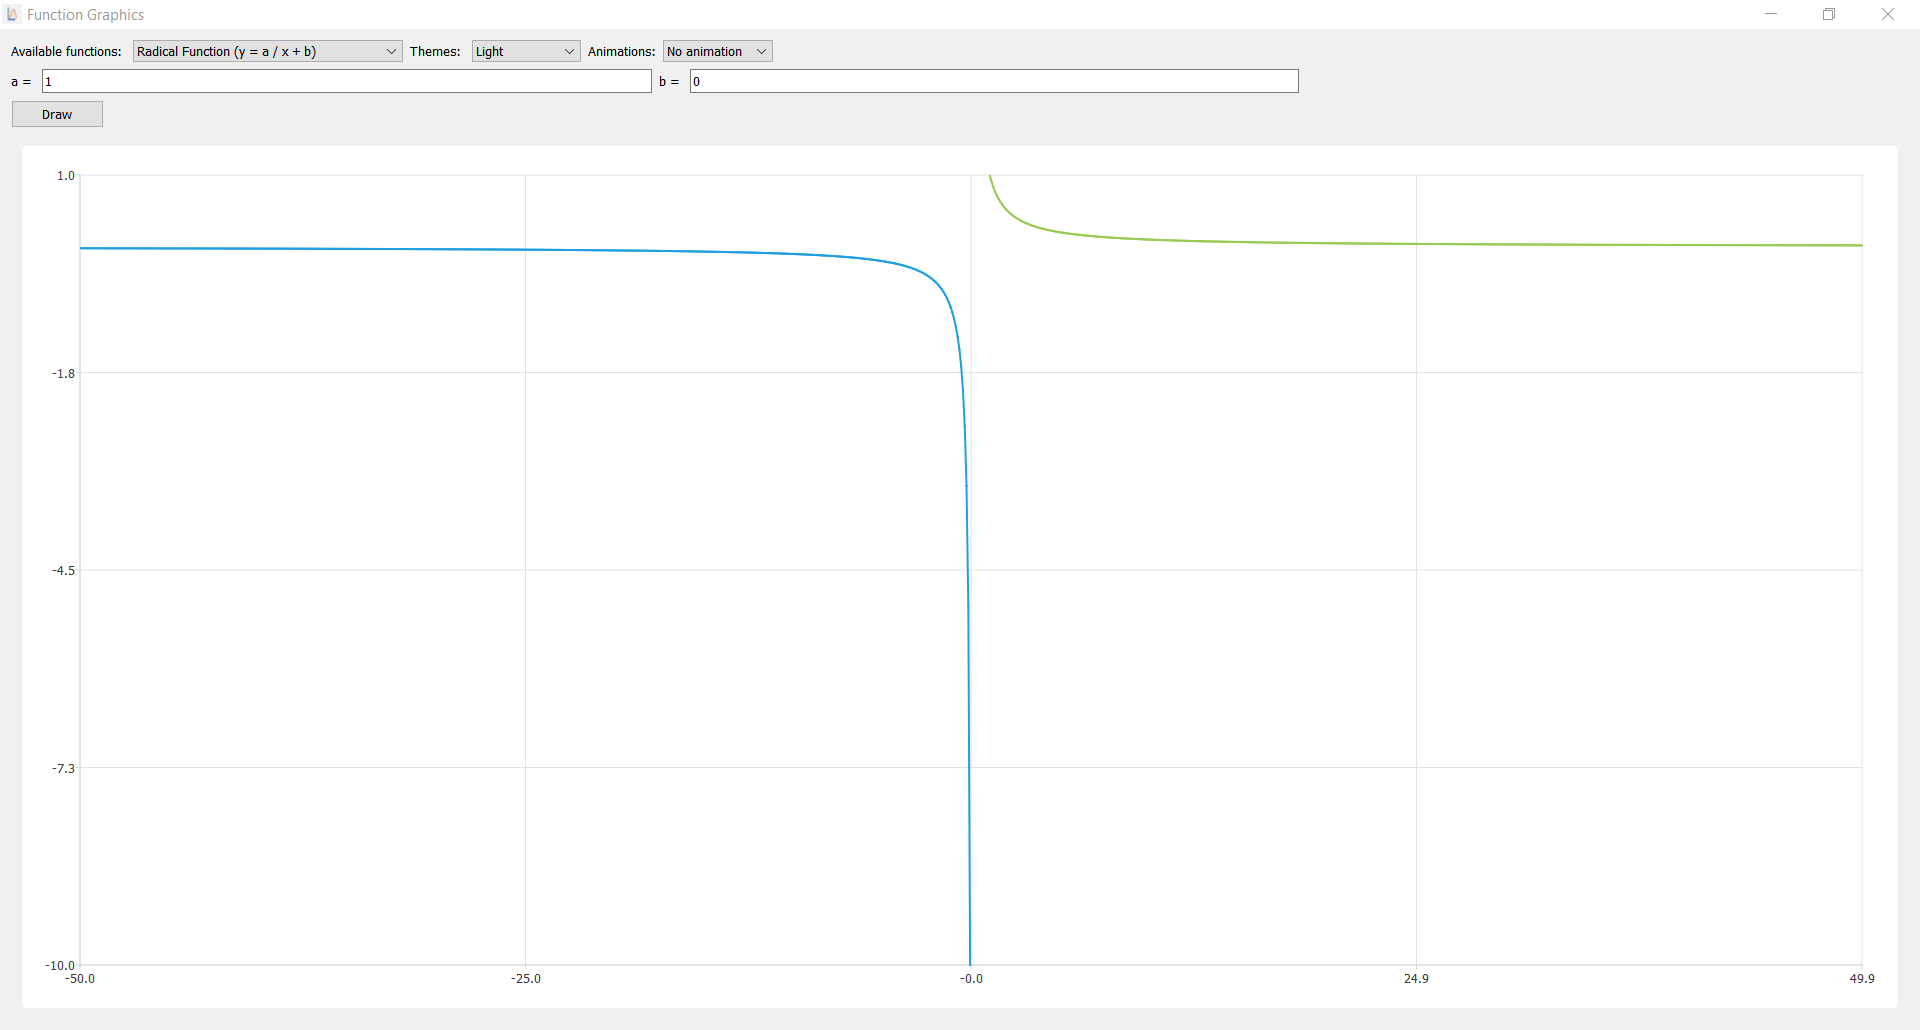 Function Graphics
Available functions: Radical Function (y = a / x + b) Themes: Light Animations: No animation
a = 1 b = 0
Draw
1.0
-1.8
-4.5
-7.3
-10.0
-50.0 -25.0 -0.0 24.9 49.9